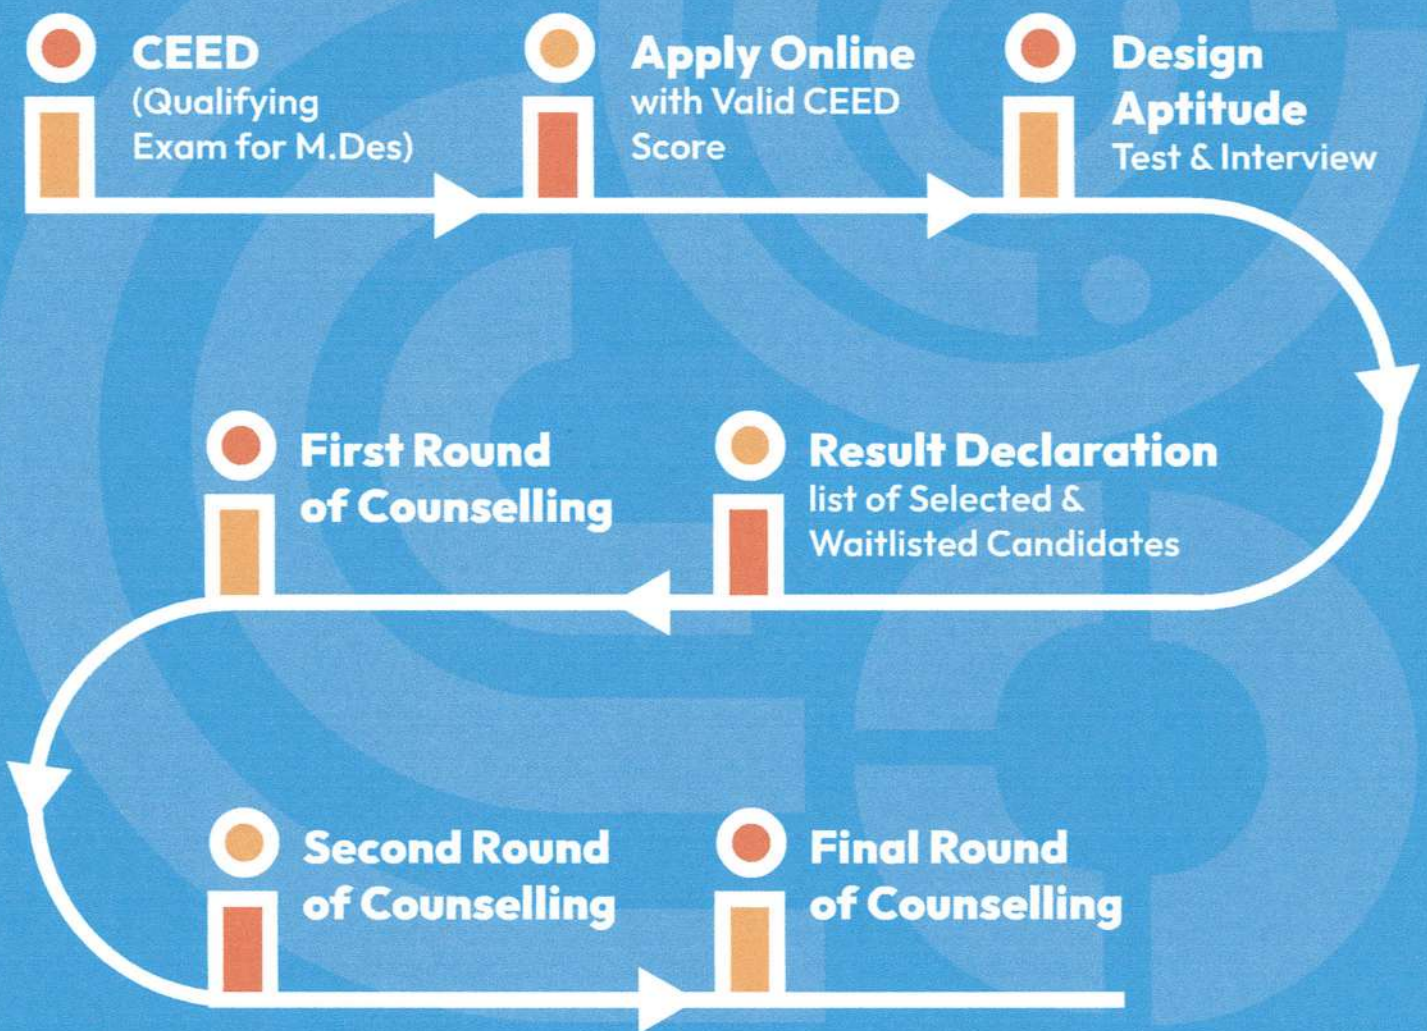 CEED
(Qualifying
Exam for M.Des)
Apply Online
with Valid CEED
Score
Design
Aptitude
Test & Interview
Result Declaration
list of Selected &
Waitlisted Candidates
First Round
of Counselling
Second Round
of Counselling
Final Round
of Counselling